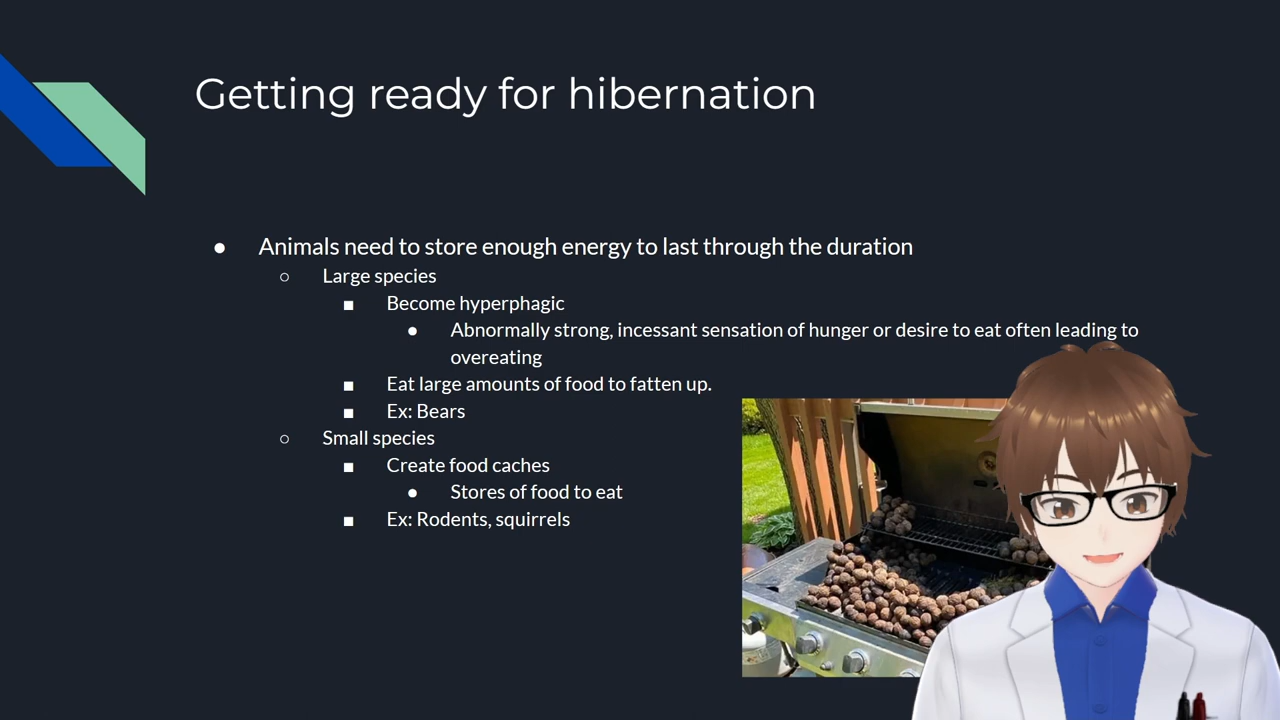 Getting ready for hibernation
● Animals need to store enough energy to last through the duration
○ Large species
■ Become hyperphagic
● Abnormally strong, incessant sensation of hunger or desire to eat often leading to
overeating
■ Eat large amounts of food to fatten up.
■ Ex: Bears
○ Small species
■ Create food caches
● Stores of food to eat
■ Ex: Rodents, squirrels